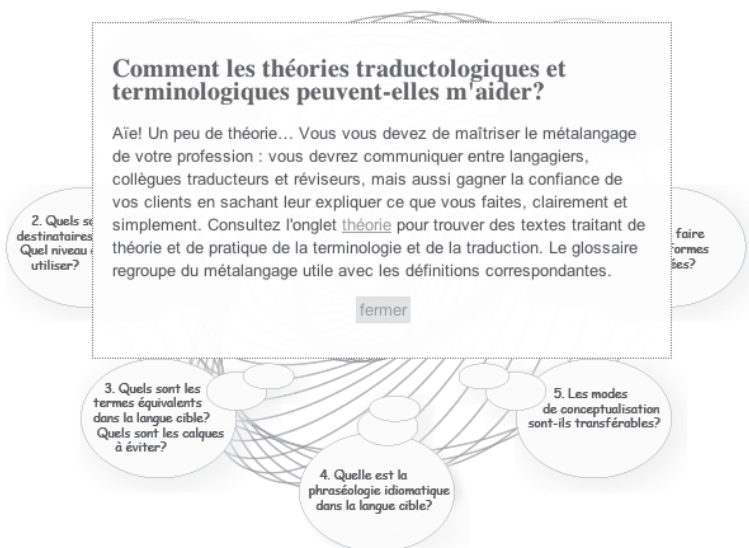 Comment les théories traductologiques et
terminologiques peuvent-elles m'aider?
Aïe! Un peu de théorie… Vous vous devez de maîtriser le métalangage
de votre profession : vous devrez communiquer entre langagiers,
collègues traducteurs et réviseurs, mais aussi gagner la confiance de
vos clients en sachant leur expliquer ce que vous faites, clairement et
simplement. Consultez l'onglet théorie pour trouver des textes traitant de
théorie et de pratique de la terminologie et de la traduction. Le glossaire
regroupe du métalangage utile avec les définitions correspondantes.
fermer
2. Quels
destinataires
Quel niveau
utiliser?
faire
3. Quels sont les
termes équivalents
dans la langue cible?
Quels sont les calques
à éviter?
4. Quelle est la
phraséologie idiomatique
dans la langue cible?
5. Les modes
de conceptualisation
sont-ils transférables?